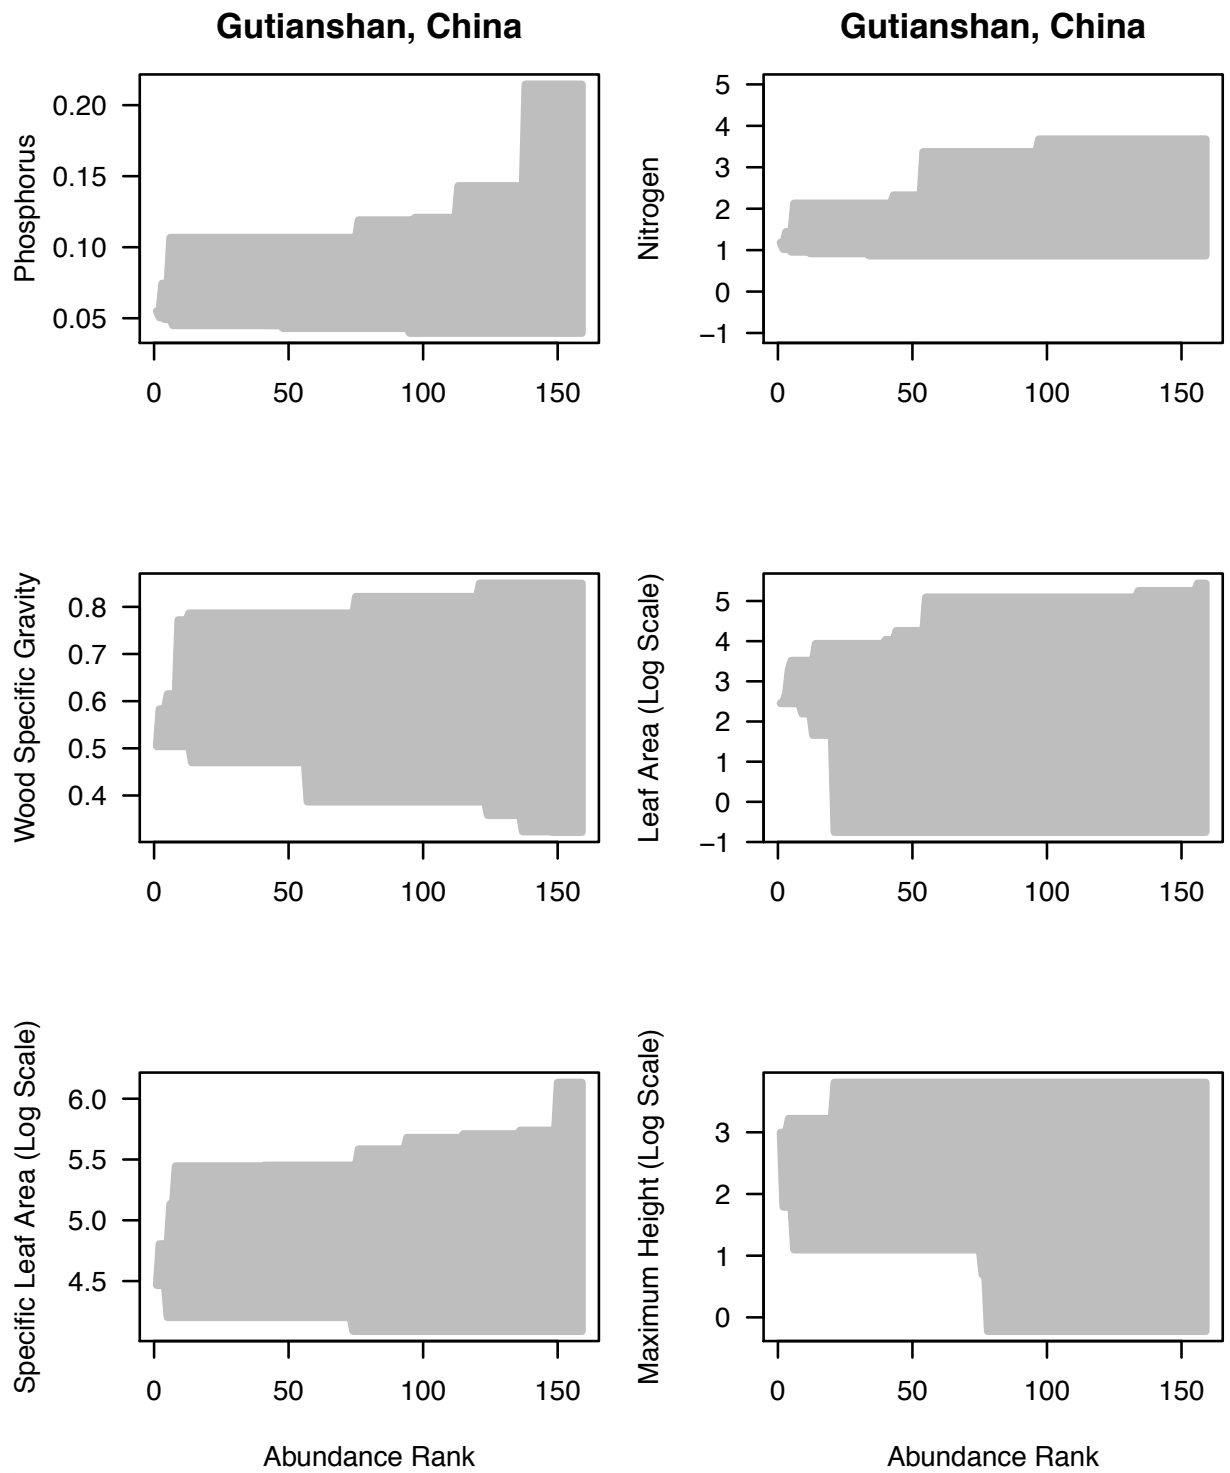 Gutianshan, China
Gutianshan, China
Phosphorus
0.20
0.15
0.10
0.05
0 50 100 150
Nitrogen
5
4
3
2
1
0
−1
0 50 100 150
Wood Specific Gravity
0.8
0.7
0.6
0.5
0.4
0 50 100 150
Leaf Area (Log Scale)
5
4
3
2
1
0
−1
0 50 100 150
Specific Leaf Area (Log Scale)
6.0
5.5
5.0
4.5
0 50 100 150
Abundance Rank
Maximum Height (Log Scale)
3
2
1
0
0 50 100 150
Abundance Rank